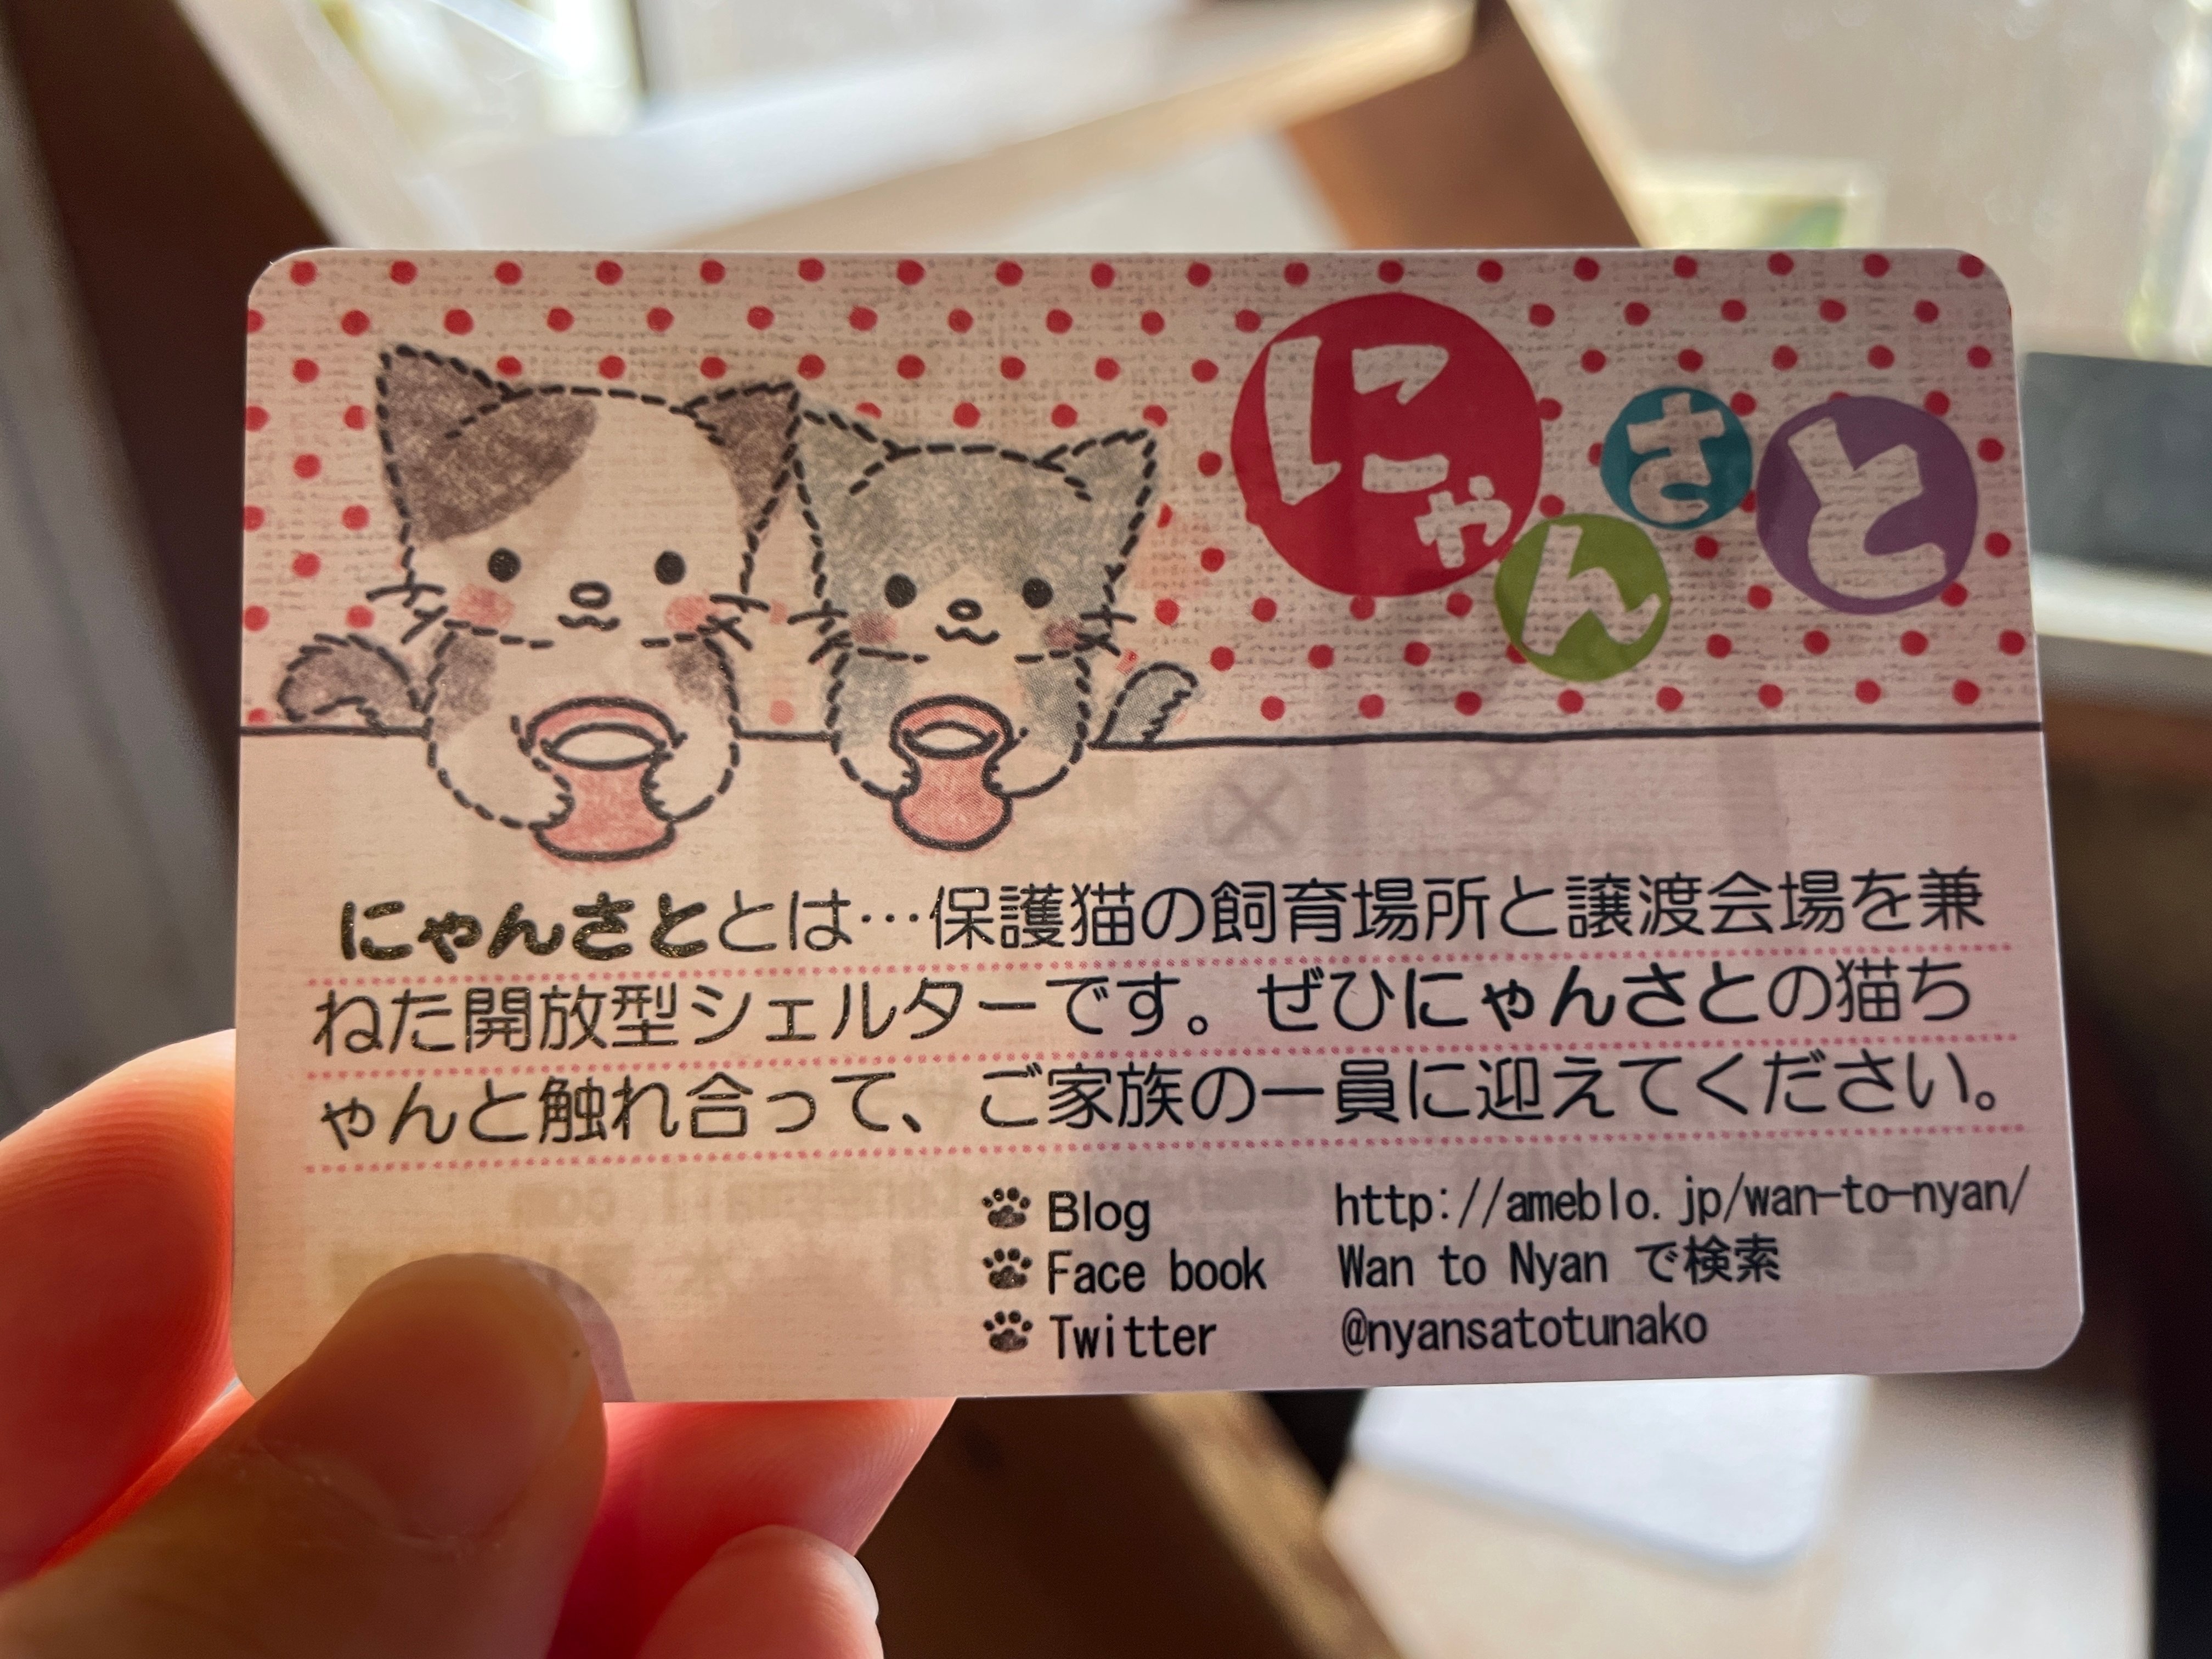 にゃんさと
にゃんさととは…保護猫の飼育場所と譲渡会場を兼
ねた開放型シェルターです。ぜひにゃんさとの猫ち
ゃんと触れ合って、ご家族の一員に迎えてください。
Blog http://ameblo.jp/wan-to-nyan/
Face book Wan to Nyan で検索
Twitter @nyansatotunako